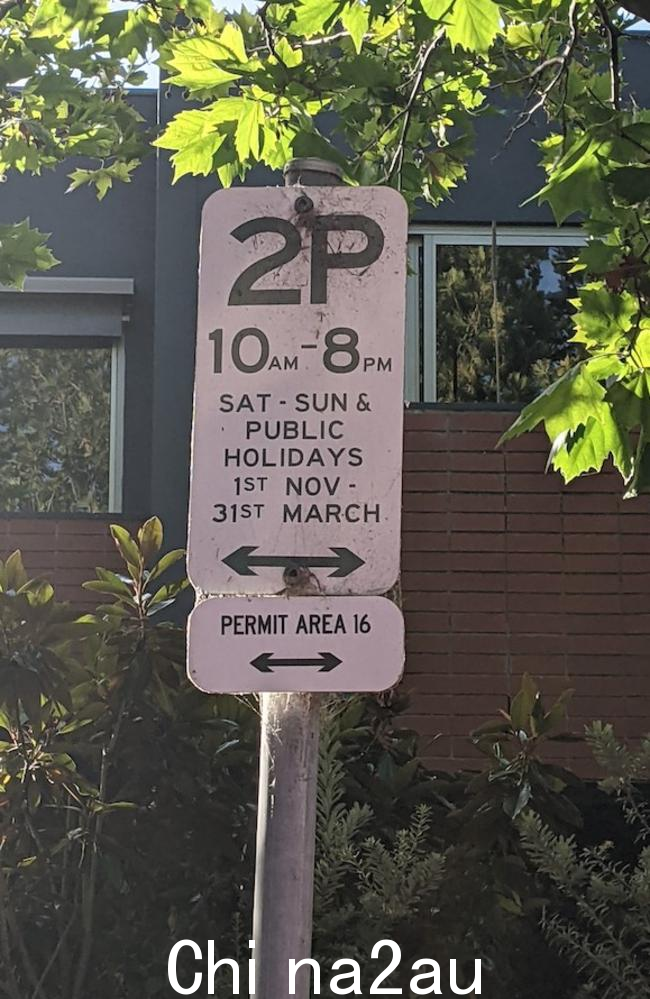 2P
10AM-8PM
SAT - SUN &
PUBLIC
HOLIDAYS
1ST NOV -
31ST MARCH
PERMIT AREA 16
Chi na2au